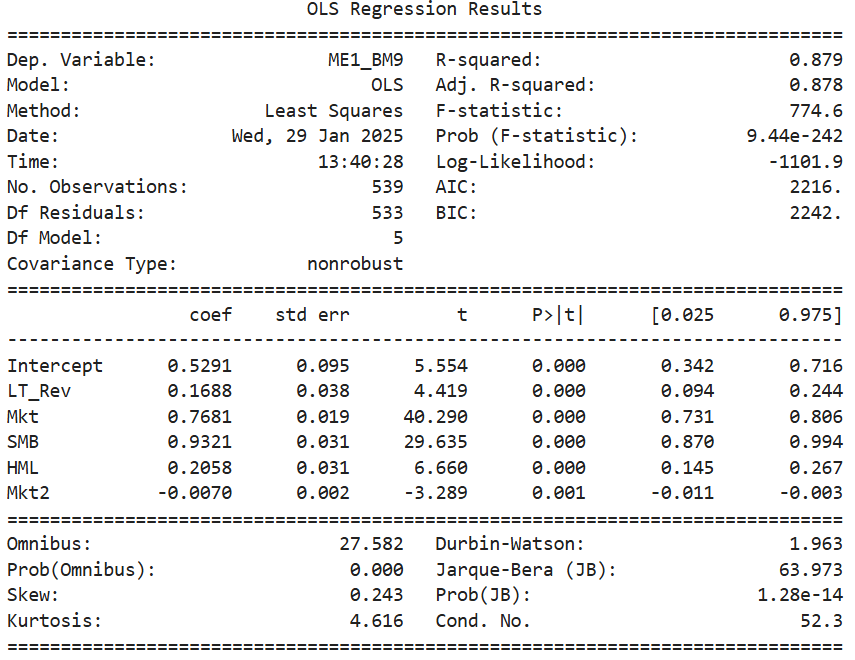 OLS Regression Results
==============================================================================
Dep. Variable:                ME1_BM9   R-squared:                       0.879
Model:                            OLS   Adj. R-squared:                  0.878
Method:                 Least Squares   F-statistic:                     774.6
Date:                Wed, 29 Jan 2025   Prob (F-statistic):          9.44e-242
Time:                        13:40:28   Log-Likelihood:                -1101.9
No. Observations:                 539   AIC:                             2216.
Df Residuals:                     533   BIC:                             2242.
Df Model:                           5
Covariance Type:            nonrobust
==============================================================================
                 coef    std err          t      P>|t|      [0.025      0.975]
------------------------------------------------------------------------------
Intercept      0.5291      0.095      5.554      0.000       0.342       0.716
LT_Rev         0.1688      0.038      4.419      0.000       0.094       0.244
Mkt            0.7681      0.019     40.290      0.000       0.731       0.806
SMB            0.9321      0.031     29.635      0.000       0.870       0.994
HML            0.2058      0.031      6.660      0.000       0.145       0.267
Mkt2          -0.0070      0.002     -3.289      0.001      -0.011      -0.003
==============================================================================
Omnibus:                       27.582   Durbin-Watson:                   1.963
Prob(Omnibus):                  0.000   Jarque-Bera (JB):               63.973
Skew:                           0.243   Prob(JB):                     1.28e-14
Kurtosis:                       4.616   Cond. No.                         52.3
==============================================================================